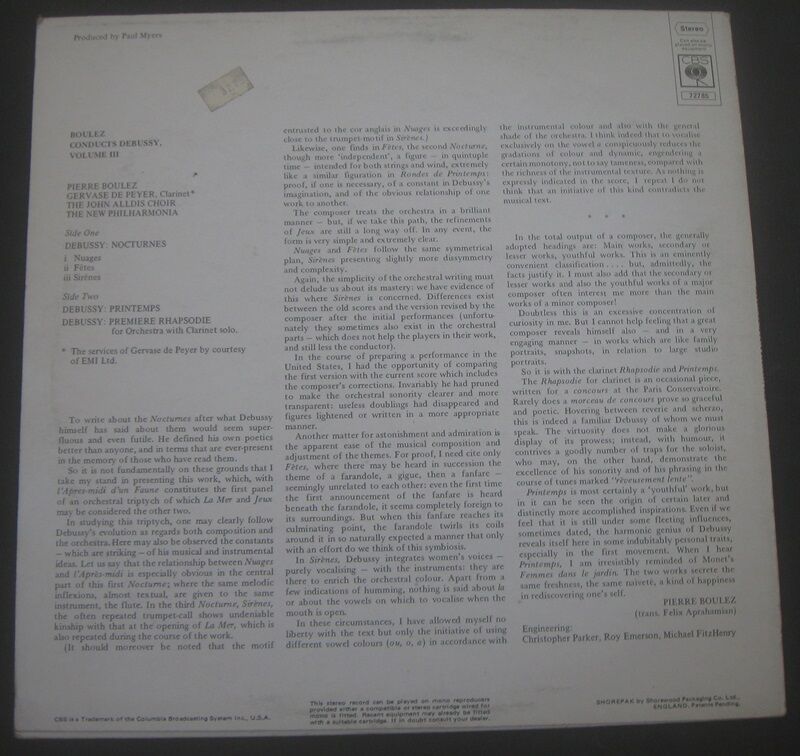 Produced by Paul Myers
Stereo
Can also be
played on mono
equipment
CBS
72785
BOULEZ
CONDUCTS DEBUSSY,
VOLUME III
PIERRE BOULEZ
GERVASE DE PEYER, Clarinet*
THE JOHN ALLDIS CHOIR
THE NEW PHILHARMONIA
Side One
DEBUSSY: NOCTURNES
i Nuages
ii Fêtes
iii Sirènes
Side Two
DEBUSSY: PRINTEMPS
DEBUSSY: PREMIERE RHAPSODIE
for Orchestra with Clarinet solo.
* The services of Gervase de Peyer by courtesy
of EMI Ltd.
To write about the Nocturnes after what Debussy
himself has said about them would seem super-
fluous and even futile. He defined his own poetics
better than anyone, and in terms that are ever-present
in the memory of those who have read them.
So it is not fundamentally on these grounds that I
take my stand in presenting this work, which, with
l'Apres-midi d'un Faune constitutes the first panel
of an orchestral triptych of which La Mer and Jeux
may be considered the other two.
In studying this triptych, one may clearly follow
Debussy's evolution as regards both composition and
the orchestra. Here may also be observed the constants
– which are striking – of his musical and instrumental
ideas. Let us say that the relationship between Nuages
and l'Après-midi is especially obvious in the central
part of this first Nocturne; where the same melodic
inflexions, almost textual, are given to the same
instrument, the flute. In the third Nocturne, Sirènes,
the often repeated trumpet-call shows undeniable
kinship with that at the opening of La Mer, which is
also repeated during the course of the work.
(It should moreover be noted that the motif
entrusted to the cor anglais in Nuages is exceedingly
close to the trumpet-motif in Sirènes.)
Likewise, one finds in Fêtes, the second Nocturne,
though more 'independent', a figure – in quintuple
time – intended for both strings and wind, extremely
like a similar figuration in Rondes de Printemps:
proof, if one is necessary, of a constant in Debussy's
imagination, and of the obvious relationship of one
work to another.
The composer treats the orchestra in a brilliant
manner – but, if we take this path, the refinements
of Jeux are still a long way off. In any event, the
form is very simple and extremely clear.
Nuages and Fêtes follow the same symmetrical
plan, Sirènes presenting slightly more dissymmetry
and complexity.
Again, the simplicity of the orchestral writing must
not delude us about its mastery: we have evidence of
this where Sirènes is concerned. Differences exist
between the old scores and the version revised by the
composer after the initial performances (unfortu-
nately they sometimes also exist in the orchestral
parts – which does not help the players in their work,
and still less the conductor).
In the course of preparing a performance in the
United States, I had the opportunity of comparing
the first version with the current score which includes
the composer's corrections. Invariably he had pruned
to make the orchestral sonority clearer and more
transparent: useless doublings had disappeared and
figures lightened or written in a more appropriate
manner.
Another matter for astonishment and admiration is
the apparent ease of the musical composition and
adjustment of the themes. For proof, I need cite only
Fêtes, where there may be heard in succession the
theme of a farandole, a gigue, then a fanfare –
seemingly unrelated to each other: even the first time
the first announcement of the fanfare is heard
beneath the farandole, it seems completely foreign to
its surroundings. But when this fanfare reaches its
culminating point, the farandole twirls its coils
around it in so naturally expected a manner that only
with an effort do we think of this symbiosis.
In Sirènes, Debussy integrates women's voices –
purely vocalising – with the instruments: they are
there to enrich the orchestral colour. Apart from a
few indications of humming, nothing is said about la
or about the vowels on which to vocalise when the
mouth is open.
In these circumstances, I have allowed myself no
liberty with the text but only the initiative of using
different vowel colours (ou, o, a) in accordance with
the instrumental colour and also with the general
shade of the orchestra. I think indeed that to vocalise
exclusively on the vowel a conspicuously reduces the
gradations of colour and dynamic, engendering a
certain monotony, not to say tameness, compared with
the richness of the instrumental texture. As nothing is
expressly indicated in the score, I repeat I do not
think that an initiative of this kind contradicts the
musical text.
* * *
In the total output of a composer, the generally
adopted headings are: Main works, secondary or
lesser works, youthful works. This is an eminently
convenient classification . . . . but, admittedly, the
facts justify it. I must also add that the secondary or
lesser works and also the youthful works of a major
composer often interest me more than the main
works of a minor composer!
Doubtless this is an excessive concentration of
curiosity in me. But I cannot help feeling that a great
composer reveals himself also – and in a very
engaging manner – in works which are like family
portraits, snapshots, in relation to large studio
portraits.
So it is with the clarinet Rhapsodie and Printemps.
The Rhapsodie for clarinet is an occasional piece,
written for a concours at the Paris Conservatoire.
Rarely does a morceau de concours prove so graceful
and poetic. Hovering between reverie and scherzo,
this is indeed a familiar Debussy of whom we must
speak. The virtuosity does not make a glorious
display of its prowess; instead, with humour, it
contrives a goodly number of traps for the soloist,
who may, on the other hand, demonstrate the
excellence of his sonority and of his phrasing in the
course of tunes marked "rêveusement lente".
Printemps is most certainly a 'youthful' work, but
in it can be seen the origin of certain later and
distinctly more accomplished inspirations. Even if we
feel that it is still under some fleeting influences,
sometimes dated, the harmonic genius of Debussy
reveals itself here in some indubitably personal traits,
especially in the first movement. When I hear
Printemps, I am irresistibly reminded of Monet's
Femmes dans le jardin. The two works secrete the
same freshness, the same naiveté, a kind of happiness
in rediscovering one's self.
PIERRE BOULEZ
(trans. Felix Aprahamian)
Engineering:
Christopher Parker, Roy Emerson, Michael FitzHenry
CBS is a Trademark of the Columbia Broadcasting System Inc., U.S.A.
This stereo record can be played on mono reproducers
provided either a compatible or stereo cartridge wired for
mono is fitted. Recent equipment may already be fitted
with a suitable cartridge. If in doubt consult your dealer.
SHOREPAK by Shorewood Packaging Co. Ltd.,
ENGLAND. Patents Pending.